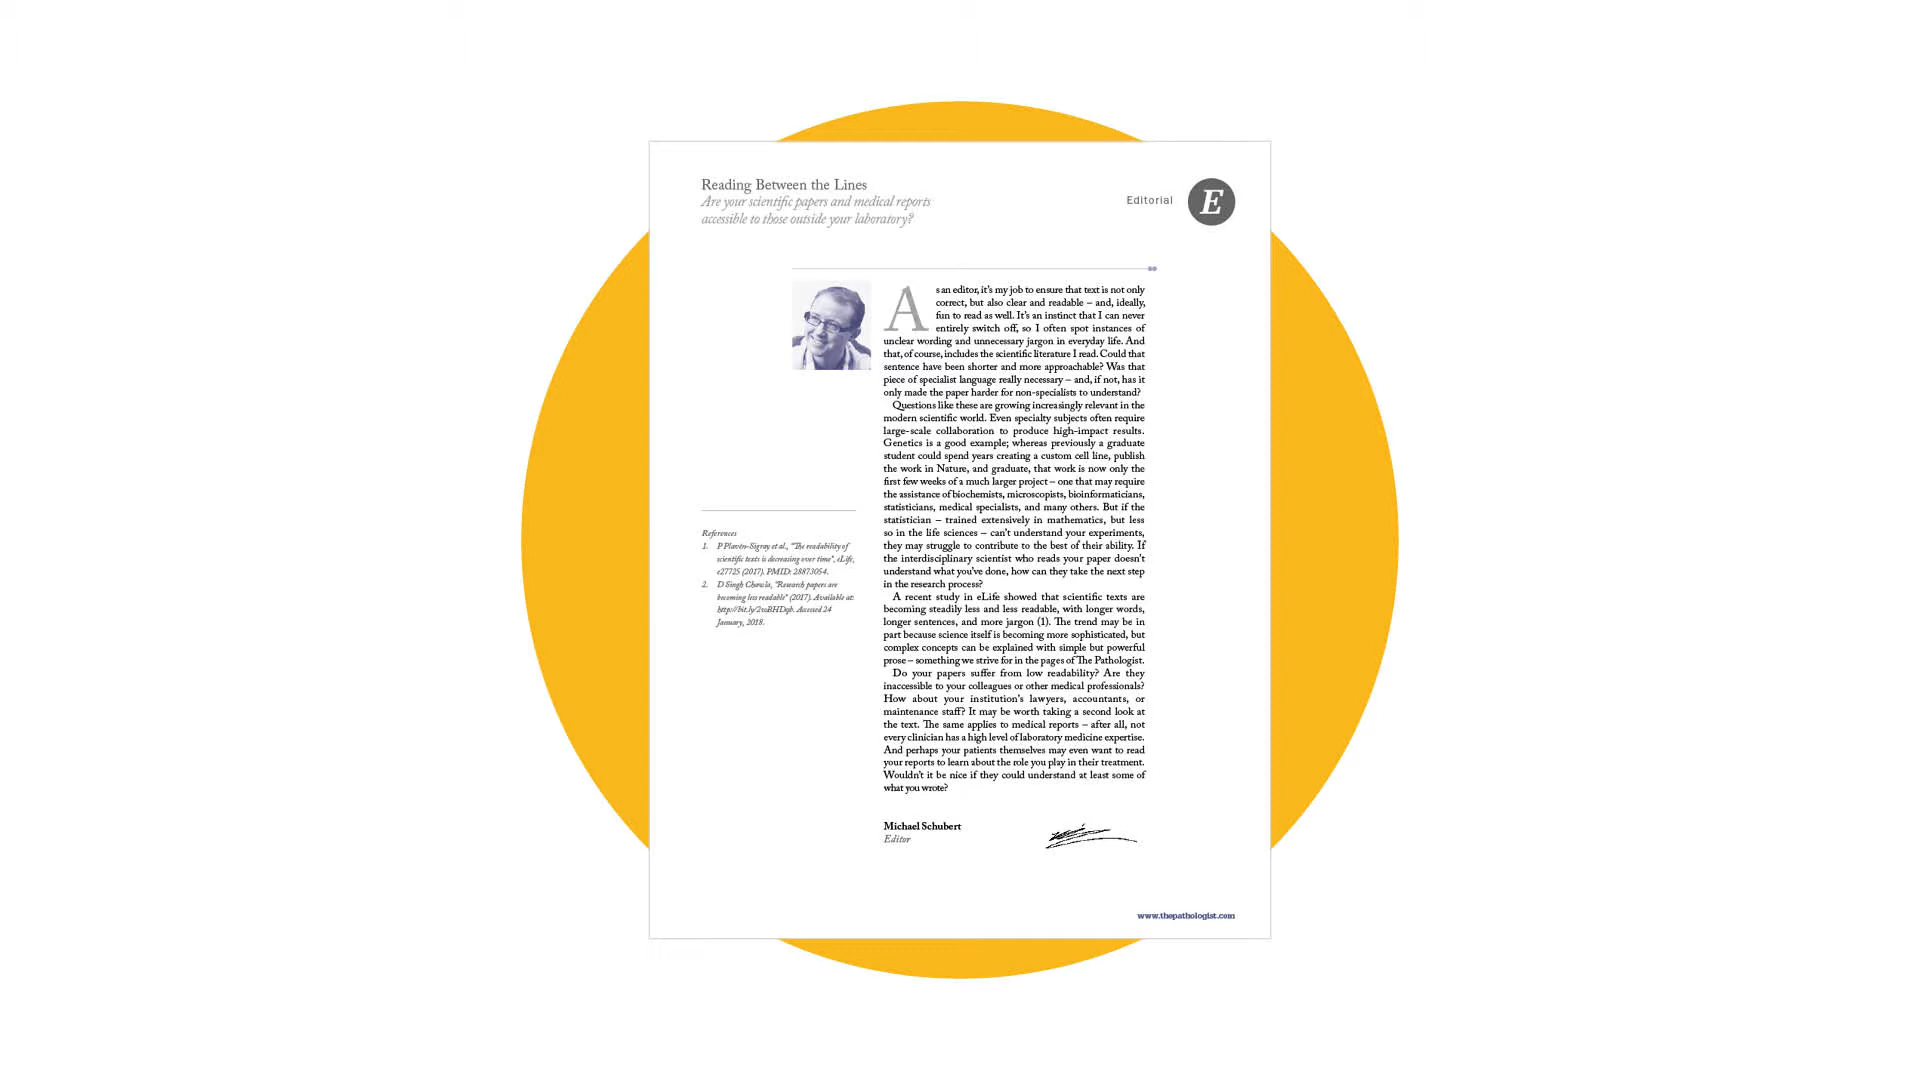 Reading Between the Lines
Are your scientific papers and medical reports
accessible to those outside your laboratory?
Editorial
E
As an editor, it's my job to ensure that text is not only
correct, but also clear and readable – and, ideally,
fun to read as well. It's an instinct that I can never
entirely switch off, so I often spot instances of
unclear wording and unnecessary jargon in everyday life. And
that, of course, includes the scientific literature I read. Could that
sentence have been shorter and more approachable? Was that
piece of specialist language really necessary – and, if not, has it
only made the paper harder for non-specialists to understand?
Questions like these are growing increasingly relevant in the
modern scientific world. Even specialty subjects often require
large-scale collaboration to produce high-impact results.
Genetics is a good example; whereas previously a graduate
student could spend years creating a custom cell line, publish
the work in Nature, and graduate, that work is now only the
first few weeks of a much larger project – one that may require
the assistance of biochemists, microscopists, bioinformaticians,
statisticians, medical specialists, and many others. But if the
statistician – trained extensively in mathematics, but less
so in the life sciences – can't understand your experiments,
they may struggle to contribute to the best of their ability. If
the interdisciplinary scientist who reads your paper doesn't
understand what you've done, how can they take the next step
in the research process?
A recent study in eLife showed that scientific texts are
becoming steadily less and less readable, with longer words,
longer sentences, and more jargon (1). The trend may be in
part because science itself is becoming more sophisticated, but
complex concepts can be explained with simple but powerful
prose – something we strive for in the pages of The Pathologist.
Do your papers suffer from low readability? Are they
inaccessible to your colleagues or other medical professionals?
How about your institution's lawyers, accountants, or
maintenance staff? It may be worth taking a second look at
the text. The same applies to medical reports – after all, not
every clinician has a high level of laboratory medicine expertise.
And perhaps your patients themselves may even want to read
your reports to learn about the role you play in their treatment.
Wouldn't it be nice if they could understand at least some of
what you wrote?
Michael Schubert
Editor
References
1. P Plavén-Sigray et al., "The readability of
scientific texts is decreasing over time", eLife,
e27725 (2017). PMID: 28873054.
2. D Singh Chawla, "Research papers are
becoming less readable" (2017). Available at:
Accessed 24
January, 2018.
www.thepathologist.com